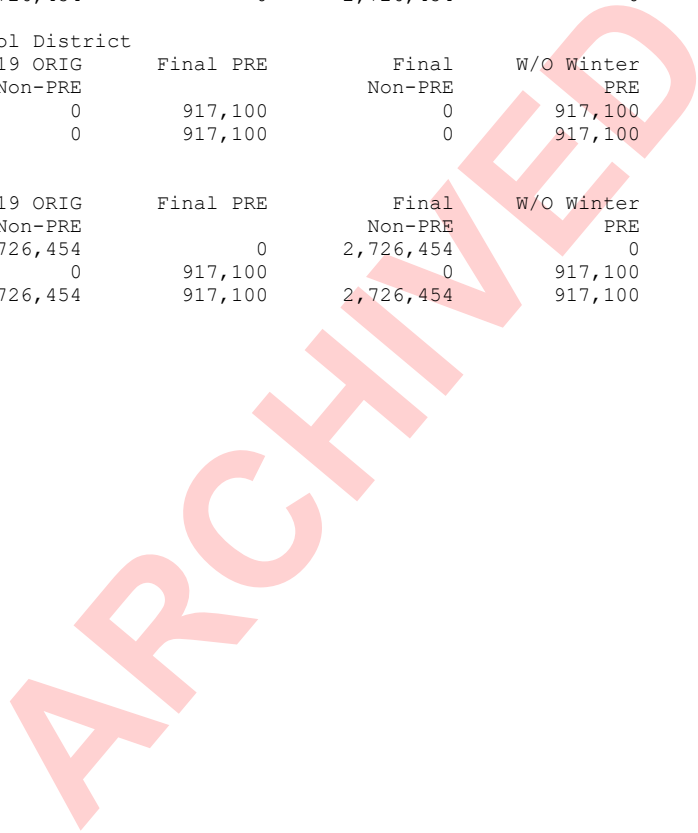 ol District
19 ORIG Final PRE Final W/O Winter
Non-PRE Non-PRE PRE
0 917,100 0 917,100
0 917,100 0 917,100
19 ORIG Final PRE Final W/O Winter
Non-PRE Non-PRE PRE
726,454 0 2,726,454 0
0 917,100 0 917,100
726,454 917,100 2,726,454 917,100
ARCHIVED